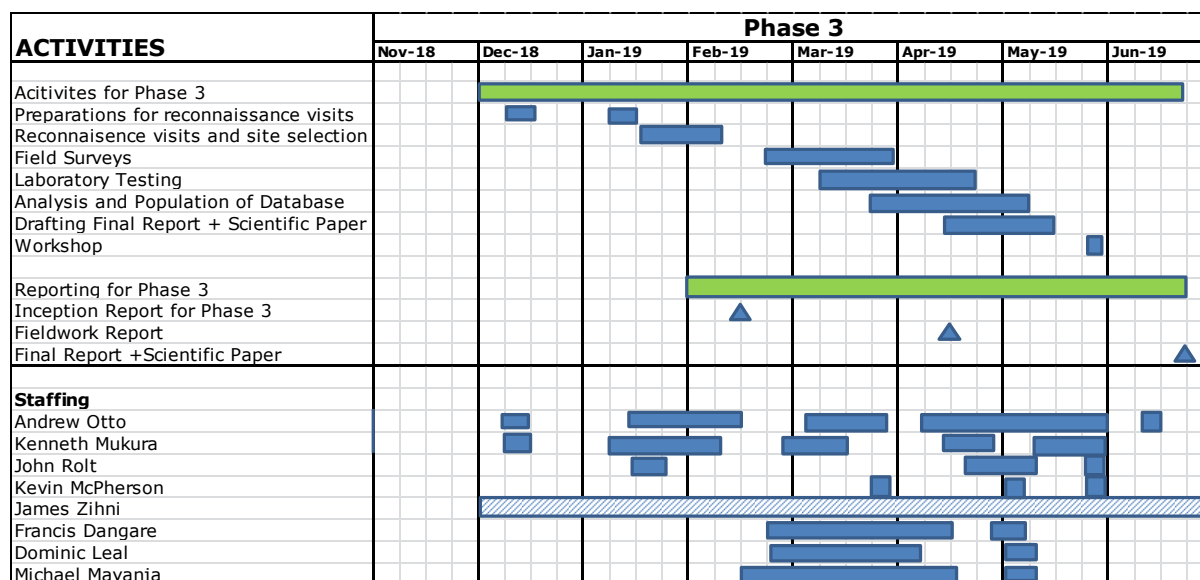 Phase 3
ACTIVITIES
Nov-18 Dec-18 Jan-19 Feb-19 Mar-19 Apr-19 May-19 Jun-19
Acitivites for Phase 3
Preparations for reconnaissance visits
Reconnaisence visits and site selection
Field Surveys
Laboratory Testing
Analysis and Population of Database
Drafting Final Report + Scientific Paper
Workshop
Reporting for Phase 3
Inception Report for Phase 3
Fieldwork Report
Final Report +Scientific Paper
Staffing
Andrew Otto
Kenneth Mukura
John Rolt
Kevin McPherson
James Zihni
Francis Dangare
Dominic Leal
Michael Mayanja